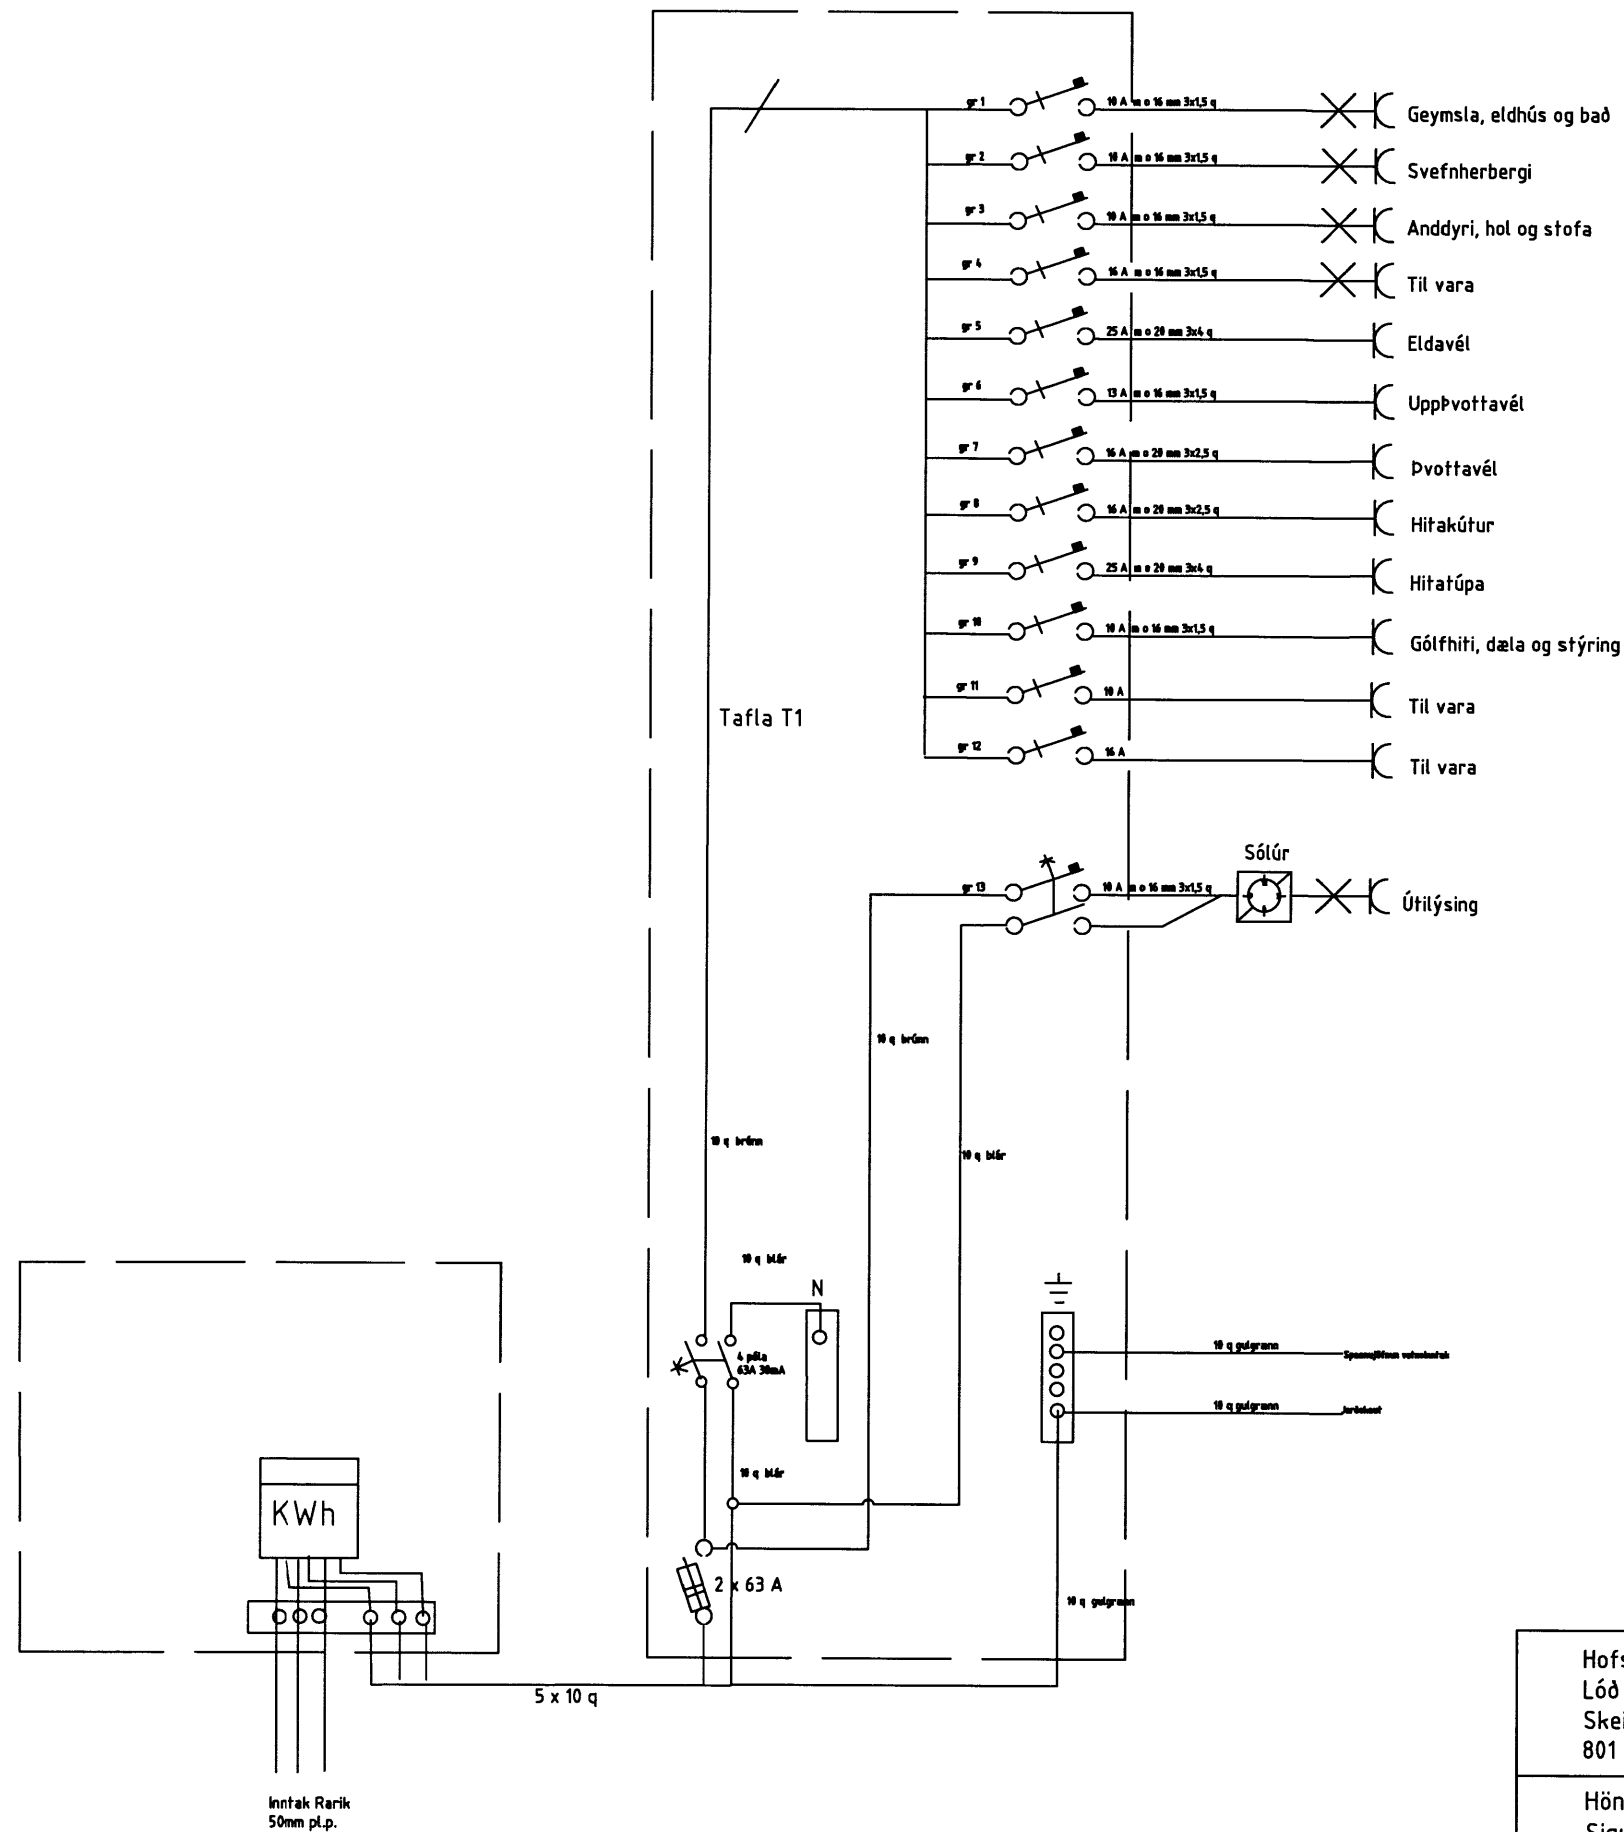 gr 1 10 A m o 16 mm 3x1,5 q Geymsla, eldhús og bað
gr 2 10 A m o 16 mm 3x1,5 q Svefnherbergi
gr 3 10 A m o 16 mm 3x1,5 q Anddyri, hol og stofa
gr 4 16 A m o 16 mm 3x1,5 q Til vara
gr 5 25 A m o 20 mm 3x4 q Eldavél
gr 6 13 A m o 16 mm 3x1,5 q UppÞvottavél
gr 7 16 A m o 20 mm 3x2,5 q Þvottavél
gr 8 16 A m o 20 mm 3x2,5 q Hitakútur
gr 9 25 A m o 20 mm 3x4 q Hitatúpa
gr 10 10 A m o 16 mm 3x1,5 q Gólfhiti, dæla og stýring
gr 11 10 A Til vara
Tafla T1
gr 12 16 A Til vara
Sólúr
gr 13 10 A m o 16 mm 3x1,5 q Útilýsing
10 q brúnn
10 q brúnn
10 q blár
10 q blár
N
4 póla
63A 30mA
10 q gulgrænn
10 q gulgrænn Jarðskaut
10 q blár
KWh
2 x 63 A
10 q gulgrænn
5 x 10 q
Inntak Rarik
50mm pl.p.
Hofs
Lóð
Skei
801
Hön